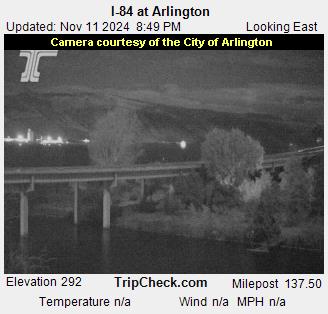 I-84 at Arlington
Updated: Nov 11 2024 8:49 PM Looking East
Camera courtesy of the City of Arlington
Elevation 292 TripCheck.com Milepost 137.50
Temperature n/a Wind n/a MPH n/a